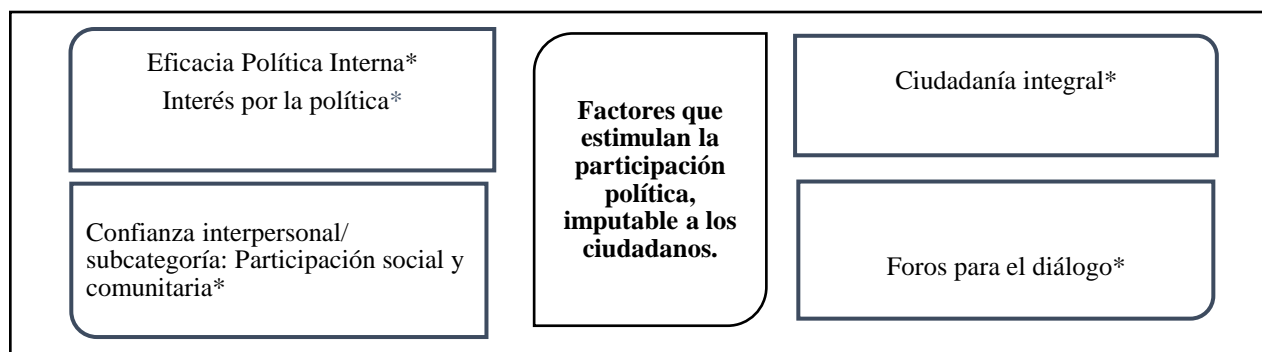 Eficacia Política Interna*
Interés por la política*
Confianza interpersonal/
subcategoría: Participación social y
comunitaria*
Factores que
estimulan la
participación
política,
imputable a los
ciudadanos.
Ciudadanía integral*
Foros para el diálogo*